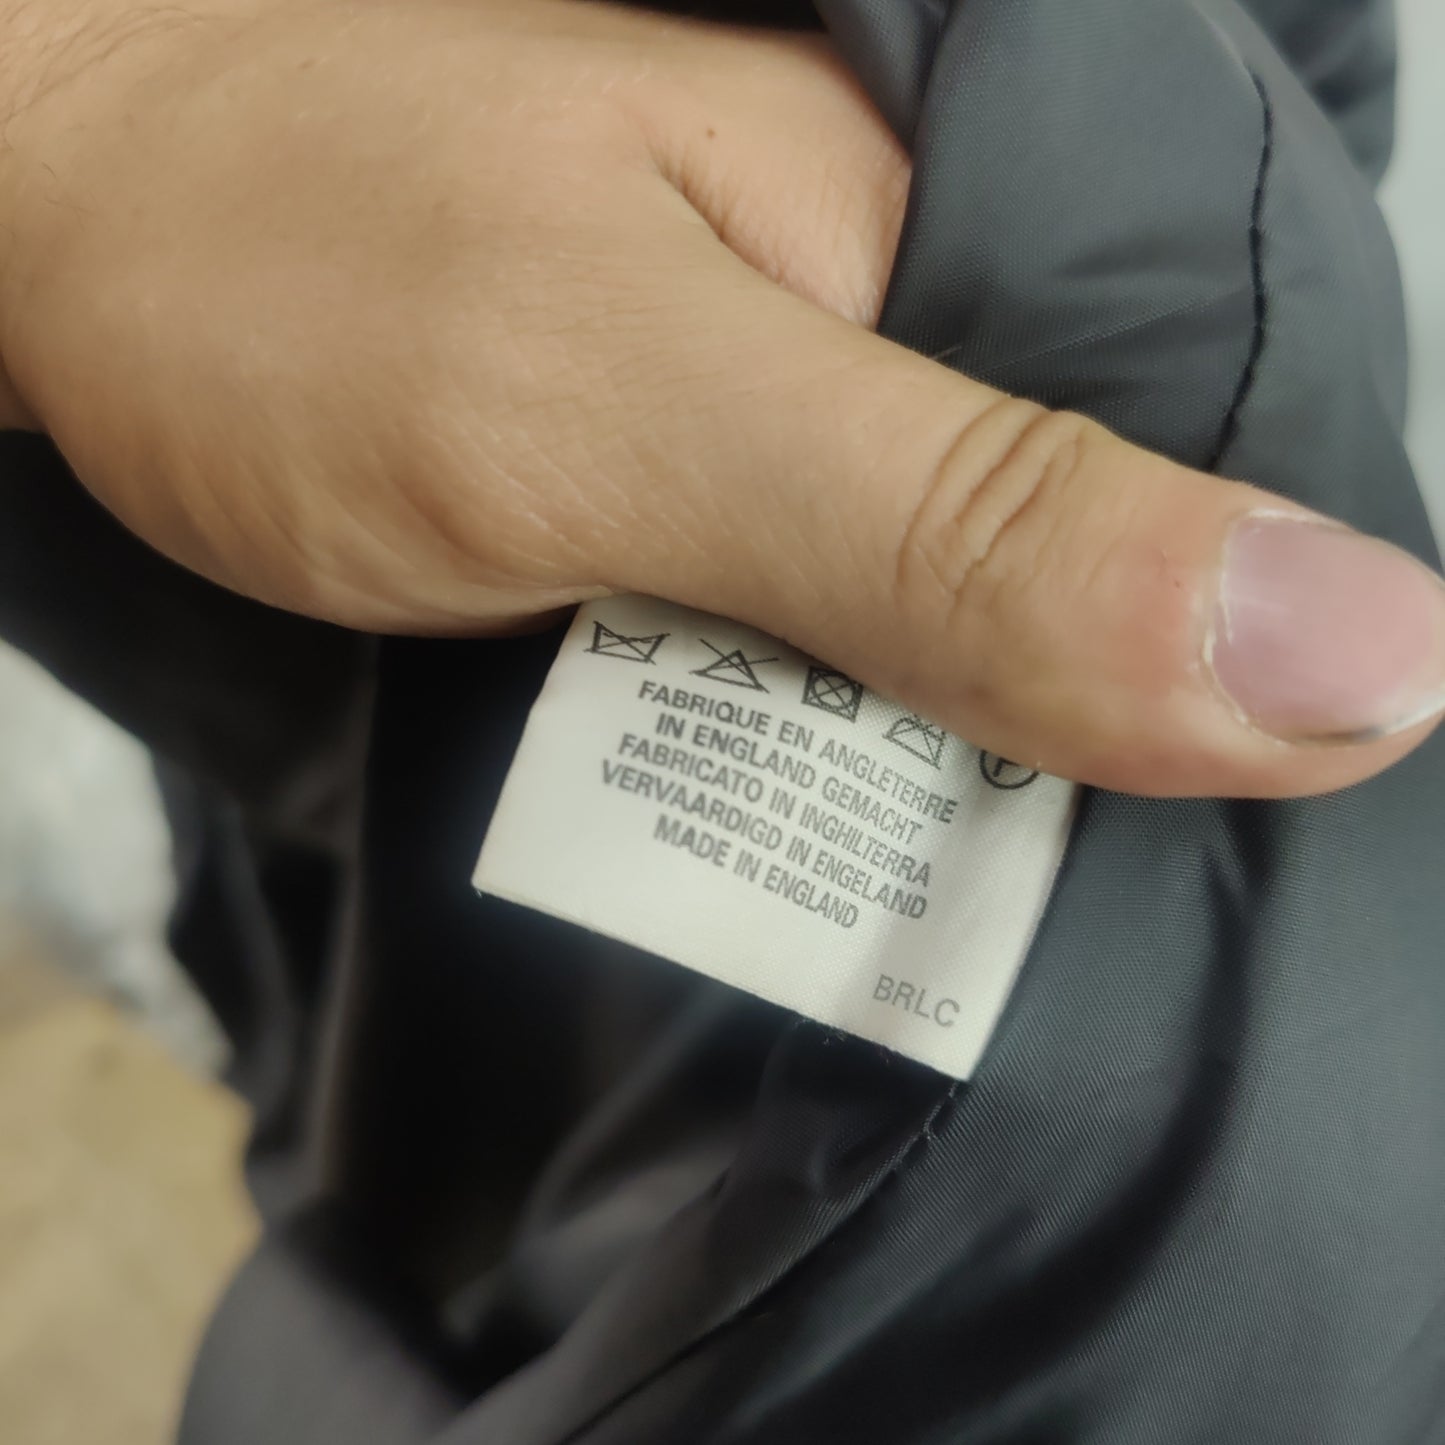 FABRIQUE EN ANGLETERRE
IN ENGLAND GEMACHT
FABRICATO IN INGHILTERRA
VERVAARDIGD IN ENGELAND
MADE IN ENGLAND
BRLC